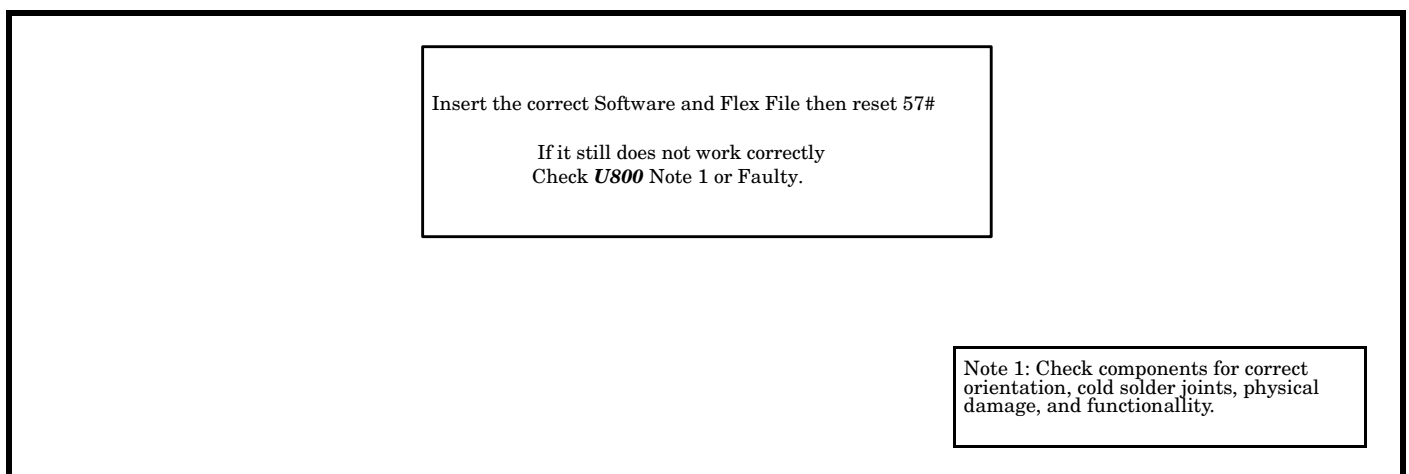 Insert the correct Software and Flex File then reset 57#
If it still does not work correctly
Check U800 Note 1 or Faulty.
Note 1: Check components for correct
orientation, cold solder joints, physical
damage, and functionallity.